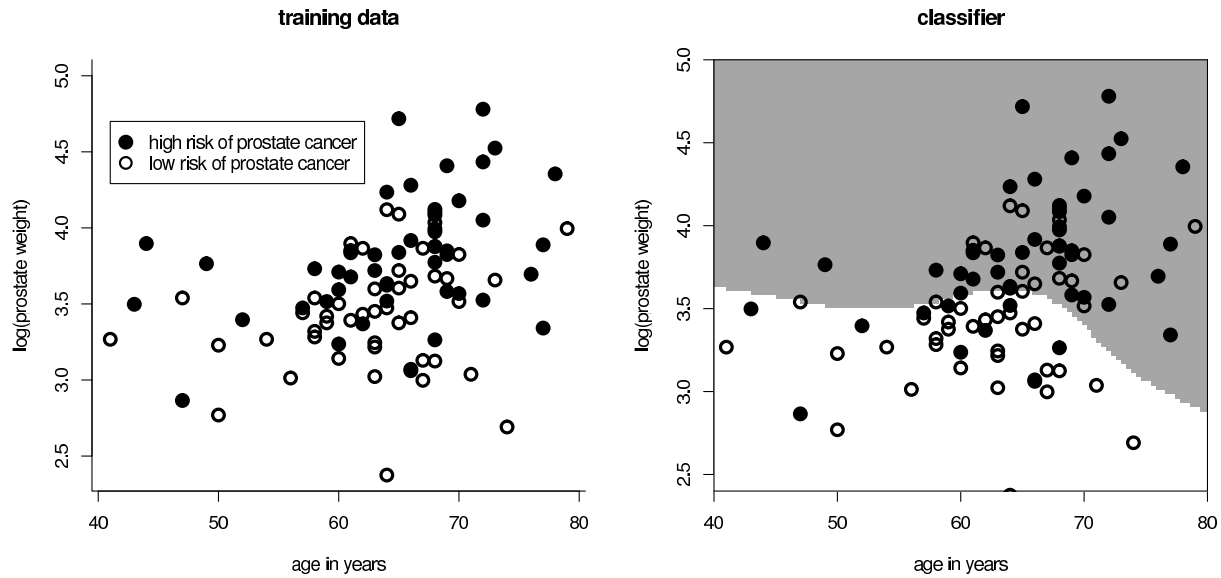 training data
5.0
4.5
4.0
3.5
3.0
2.5
log(prostate weight)
high risk of prostate cancer
low risk of prostate cancer
40
50
60
70
80
age in years
classifier
5.0
4.5
4.0
3.5
3.0
2.5
log(prostate weight)
40
50
60
70
80
age in years